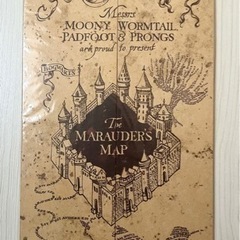 Messrs
MOONY WORMTAIL
PADFOOT & PRONGS
are proud to present
The
MARAUDER'S
MAP